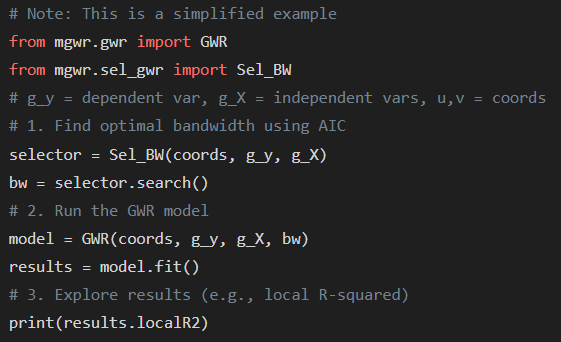 # Note: This is a simplified example
from mgwr.gwr import GWR
from mgwr.sel_gwr import Sel_BW
# g_y = dependent var, g_X = independent vars, u,v = coords
# 1. Find optimal bandwidth using AIC
selector = Sel_BW(coords, g_y, g_X)
bw = selector.search()
# 2. Run the GWR model
model = GWR(coords, g_y, g_X, bw)
results = model.fit()
# 3. Explore results (e.g., local R-squared)
print(results.localR2)